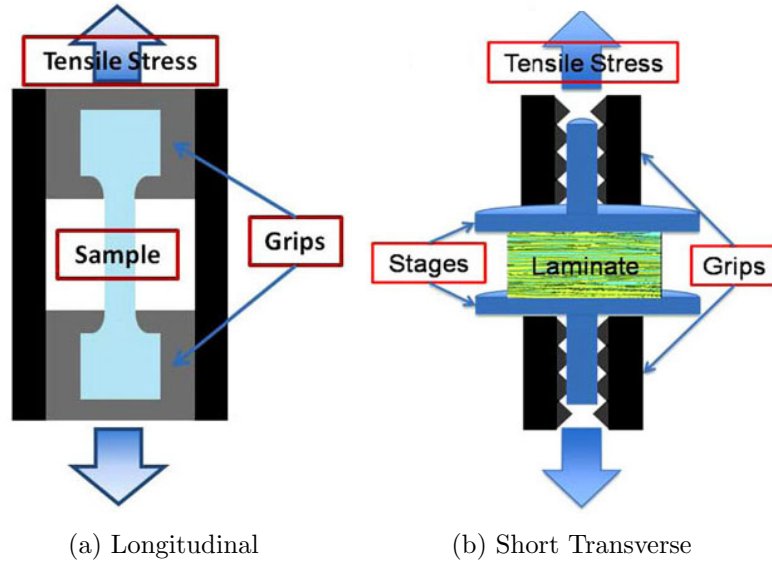 Tensile Stress
Sample
Grips
(a) Longitudinal
Tensile Stress
Stages
Laminate
Grips
(b) Short Transverse